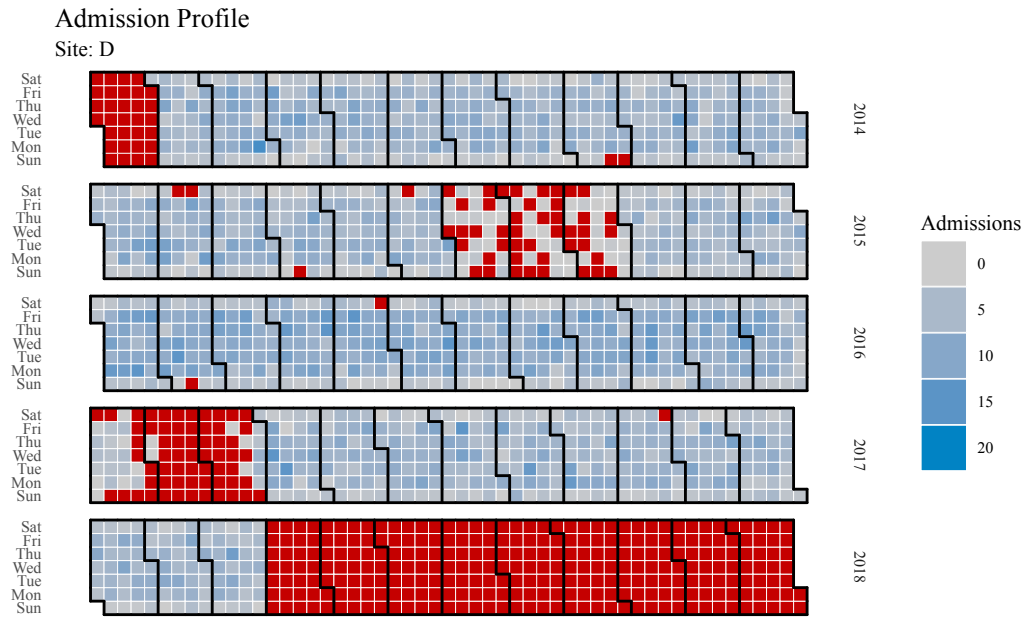 Admission Profile
Site: D
Sat
Fri
Thu
Wed
Tue
Mon
Sun
2014
Sat
Fri
Thu
Wed
Tue
Mon
Sun
2015
Sat
Fri
Thu
Wed
Tue
Mon
Sun
2016
Sat
Fri
Thu
Wed
Tue
Mon
Sun
2017
Sat
Fri
Thu
Wed
Tue
Mon
Sun
2018
Admissions
0
5
10
15
20